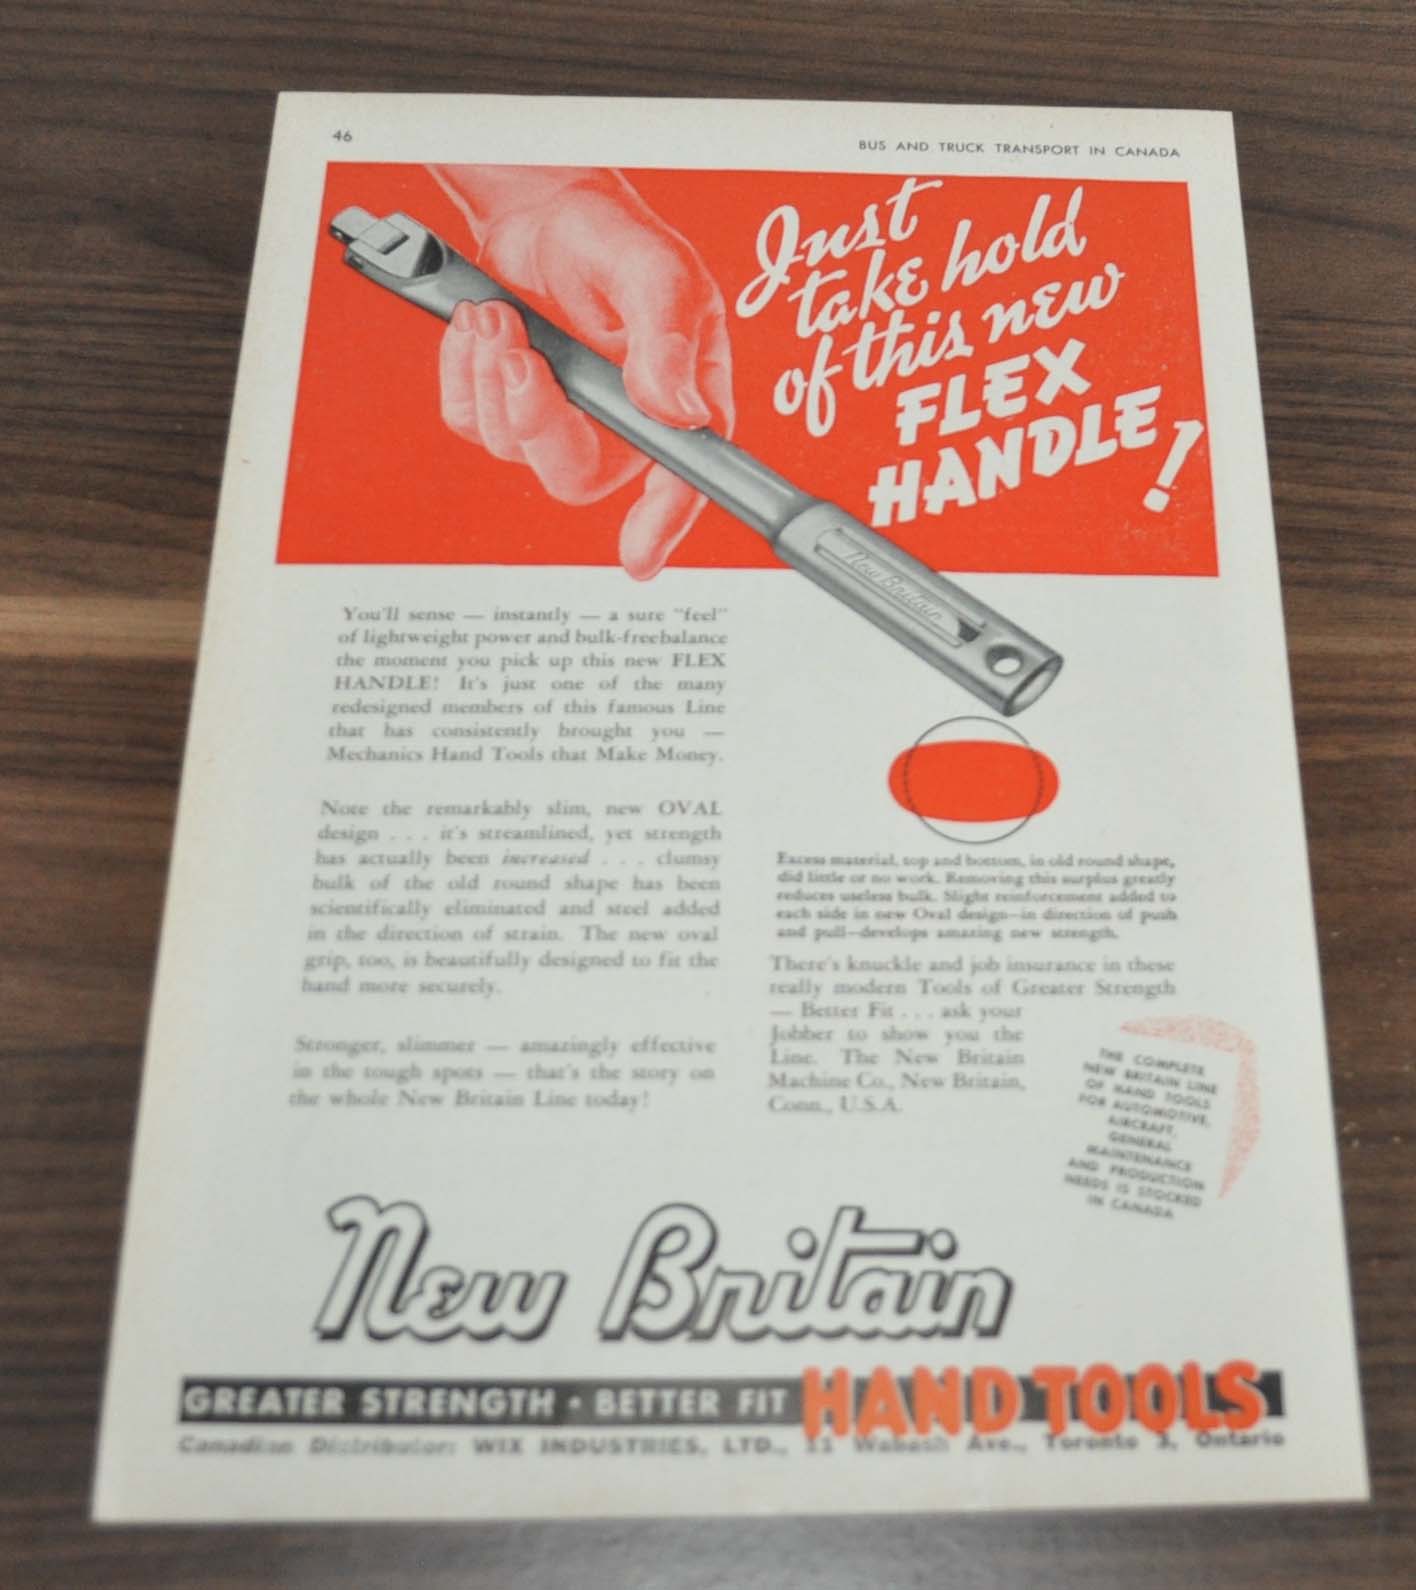 46
BUS AND TRUCK TRANSPORT IN CANADA
Just
take hold
of this new
FLEX
HANDLE!
New Britain
You'll sense — instantly — a sure "feel"
of lightweight power and bulk-freebalance
the moment you pick up this new FLEX
HANDLE! It's just one of the many
redesigned members of this famous Line
that has consistently brought you —
Mechanics Hand Tools that Make Money.
Note the remarkably slim, new OVAL
design . . . it's streamlined, yet strength
has actually been increased . . . clumsy
bulk of the old round shape has been
scientifically eliminated and steel added
in the direction of strain. The new oval
grip, too, is beautifully designed to fit the
hand more securely.
Stronger, slimmer — amazingly effective
in the tough spots — that's the story on
the whole New Britain Line today!
Excess material, top and bottom, in old round shape,
did little or no work. Removing this surplus greatly
reduces useless bulk. Slight reinforcement added to
each side in new Oval design—in direction of push
and pull—develops amazing new strength.
There's knuckle and job insurance in these
really modern Tools of Greater Strength
— Better Fit . . . ask your
Jobber to show you the
Line. The New Britain
Machine Co., New Britain,
Conn., U.S.A.
THE COMPLETE
NEW BRITAIN LINE
OF HAND TOOLS
FOR AUTOMOTIVE,
AIRCRAFT,
GENERAL
MAINTENANCE
AND PRODUCTION
NEEDS IS STOCKED
IN CANADA
New Britain
GREATER STRENGTH • BETTER FIT HAND TOOLS
Canadian Distributor: WIX INDUSTRIES, LTD., 11 Wabash Ave., Toronto 3, Ontario